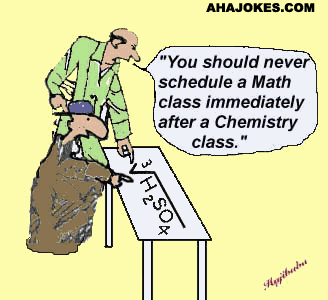 AHAJOKES.COM
"You should never
schedule a Math
class immediately
after a Chemistry
class."
³√H₂SO₄